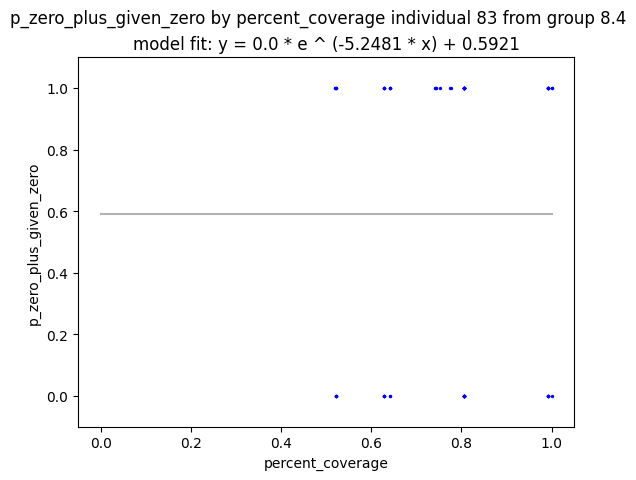 p_zero_plus_given_zero by percent_coverage individual 83 from group 8.4
model fit: y = 0.0 * e ^ (-5.2481 * x) + 0.5921
1.0
0.8
0.6
0.4
0.2
0.0
p_zero_plus_given_zero
0.0 0.2 0.4 0.6 0.8 1.0
percent_coverage